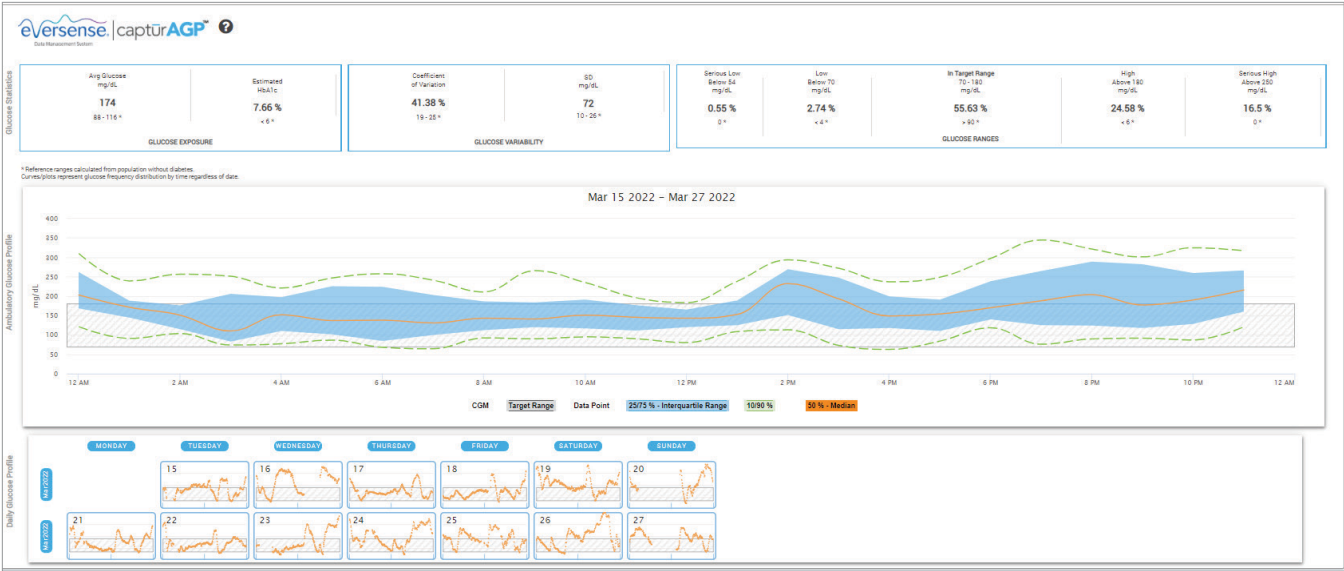 eversense. | captūrAGP™ ?
Data Management System
Glucose Statistics
Avg Glucose
mg/dL
174
88 - 116 *
Estimated
HbA1c
7.66 %
< 6 *
GLUCOSE EXPOSURE
Coefficient
of Variation
41.38 %
19 - 25 *
SD
mg/dL
72
10 - 26 *
GLUCOSE VARIABILITY
Serious Low
Below 54
mg/dL
0.55 %
0 *
Low
Below 70
mg/dL
2.74 %
< 4 *
In Target Range
70 - 180
mg/dL
55.63 %
> 90 *
High
Above 180
mg/dL
24.58 %
< 6 *
Serious High
Above 250
mg/dL
16.5 %
0 *
GLUCOSE RANGES
* Reference ranges calculated from population without diabetes.
Curves/plots represent glucose frequency distribution by time regardless of date.
Ambulatory Glucose Profile
Mar 15 2022 - Mar 27 2022
mg/dL
400
350
300
250
200
150
100
50
0
12 AM 2 AM 4 AM 6 AM 8 AM 10 AM 12 PM 2 PM 4 PM 6 PM 8 PM 10 PM 12 AM
CGM Target Range Data Point 25/75 % - Interquartile Range 10/90 % 50 % - Median
Daily Glucose Profile
MONDAY TUESDAY WEDNESDAY THURSDAY FRIDAY SATURDAY SUNDAY
Mar2022
15 16 17 18 19 20
Mar2022
21 22 23 24 25 26 27